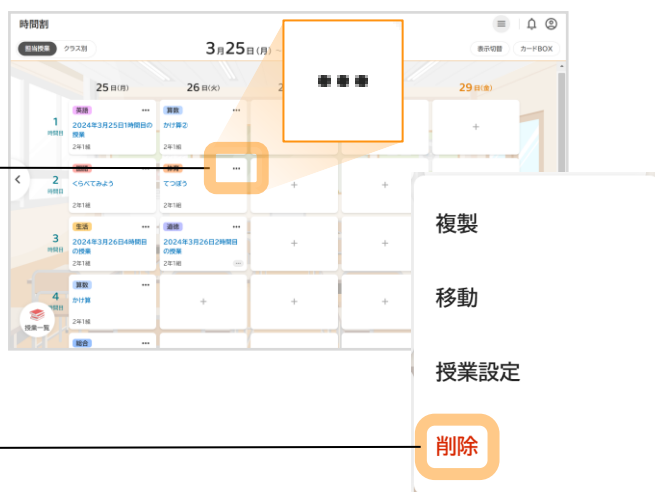 時間割
担当授業 クラス別
3月25日(月) ~
表示切替 カードBOX
25日(月) 26日(火) 2 29日(金)
1 時間目
英語 •••
2024年3月25日1時間目の授業
2年1組
算数 •••
かけ算②
2年1組
+
2 時間目
•••
くらべてみよう
2年1組
•••
てつぼう
2年1組
+ +
3 時間目
生活 •••
2024年3月26日4時間目の授業
2年1組
道徳 •••
2024年3月26日2時間目の授業
2年1組
+ +
4 時間目
算数 •••
かけ算
2年1組
+ + +
総合 •••
授業一覧
•••
複製
移動
授業設定
削除